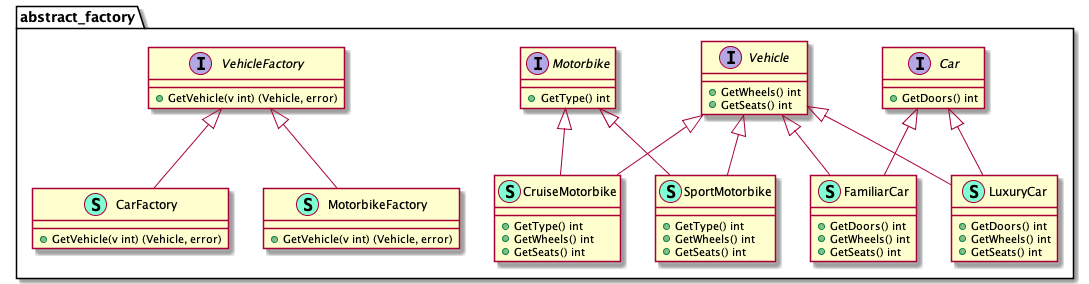 abstract_factory
I VehicleFactory
GetVehicle(v int) (Vehicle, error)
I Motorbike
GetType() int
I Vehicle
GetWheels() int
GetSeats() int
I Car
GetDoors() int
S CarFactory
GetVehicle(v int) (Vehicle, error)
S MotorbikeFactory
GetVehicle(v int) (Vehicle, error)
S CruiseMotorbike
GetType() int
GetWheels() int
GetSeats() int
S SportMotorbike
GetType() int
GetWheels() int
GetSeats() int
S FamiliarCar
GetDoors() int
GetWheels() int
GetSeats() int
S LuxuryCar
GetDoors() int
GetWheels() int
GetSeats() int